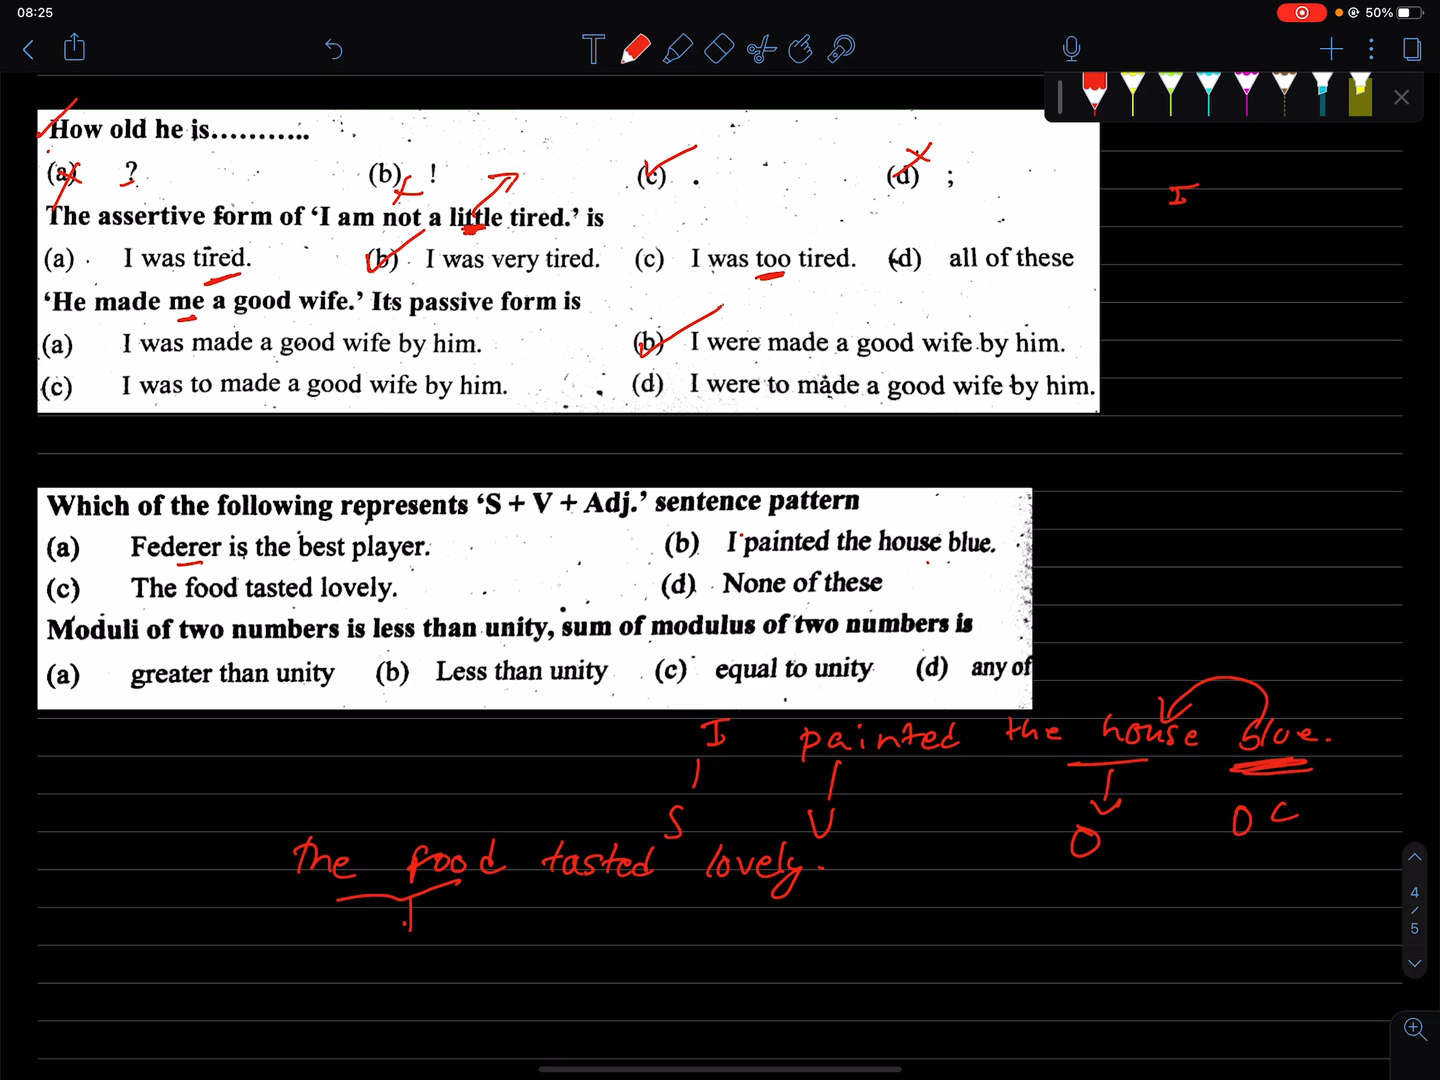 08:25
50%
How old he is...........
(a) ?
(b) !
(c) .
(d) ;
I
The assertive form of ‘I am not a little tired.’ is
(a) I was tired.
(b) I was very tired.
(c) I was too tired.
(d) all of these
‘He made me a good wife.’ Its passive form is
(a) I was made a good wife by him.
(b) I were made a good wife by him.
(c) I was to made a good wife by him.
(d) I were to made a good wife by him.
Which of the following represents ‘S + V + Adj.’ sentence pattern
(a) Federer is the best player.
(b) I painted the house blue.
(c) The food tasted lovely.
(d) None of these
Moduli of two numbers is less than unity, sum of modulus of two numbers is
(a) greater than unity
(b) Less than unity
(c) equal to unity
(d) any of
I painted the house blue.
S V O OC
The food tasted lovely.
4
/
5